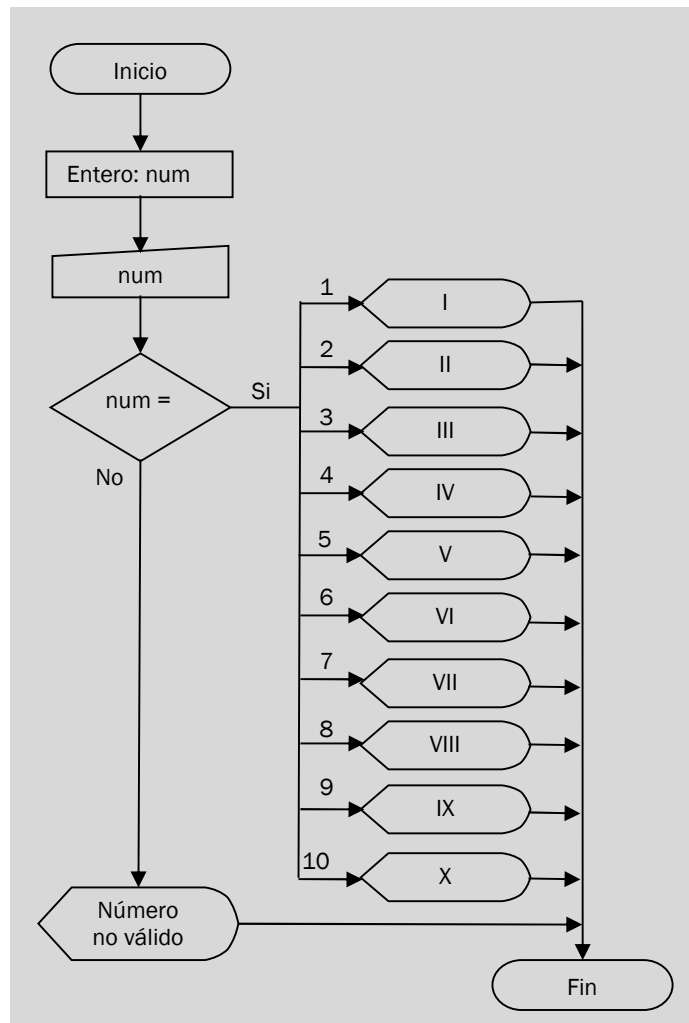 Inicio
Entero: num
num
num =
Si
No
1
I
2
II
3
III
4
IV
5
V
6
VI
7
VII
8
VIII
9
IX
10
X
Número
no válido
Fin